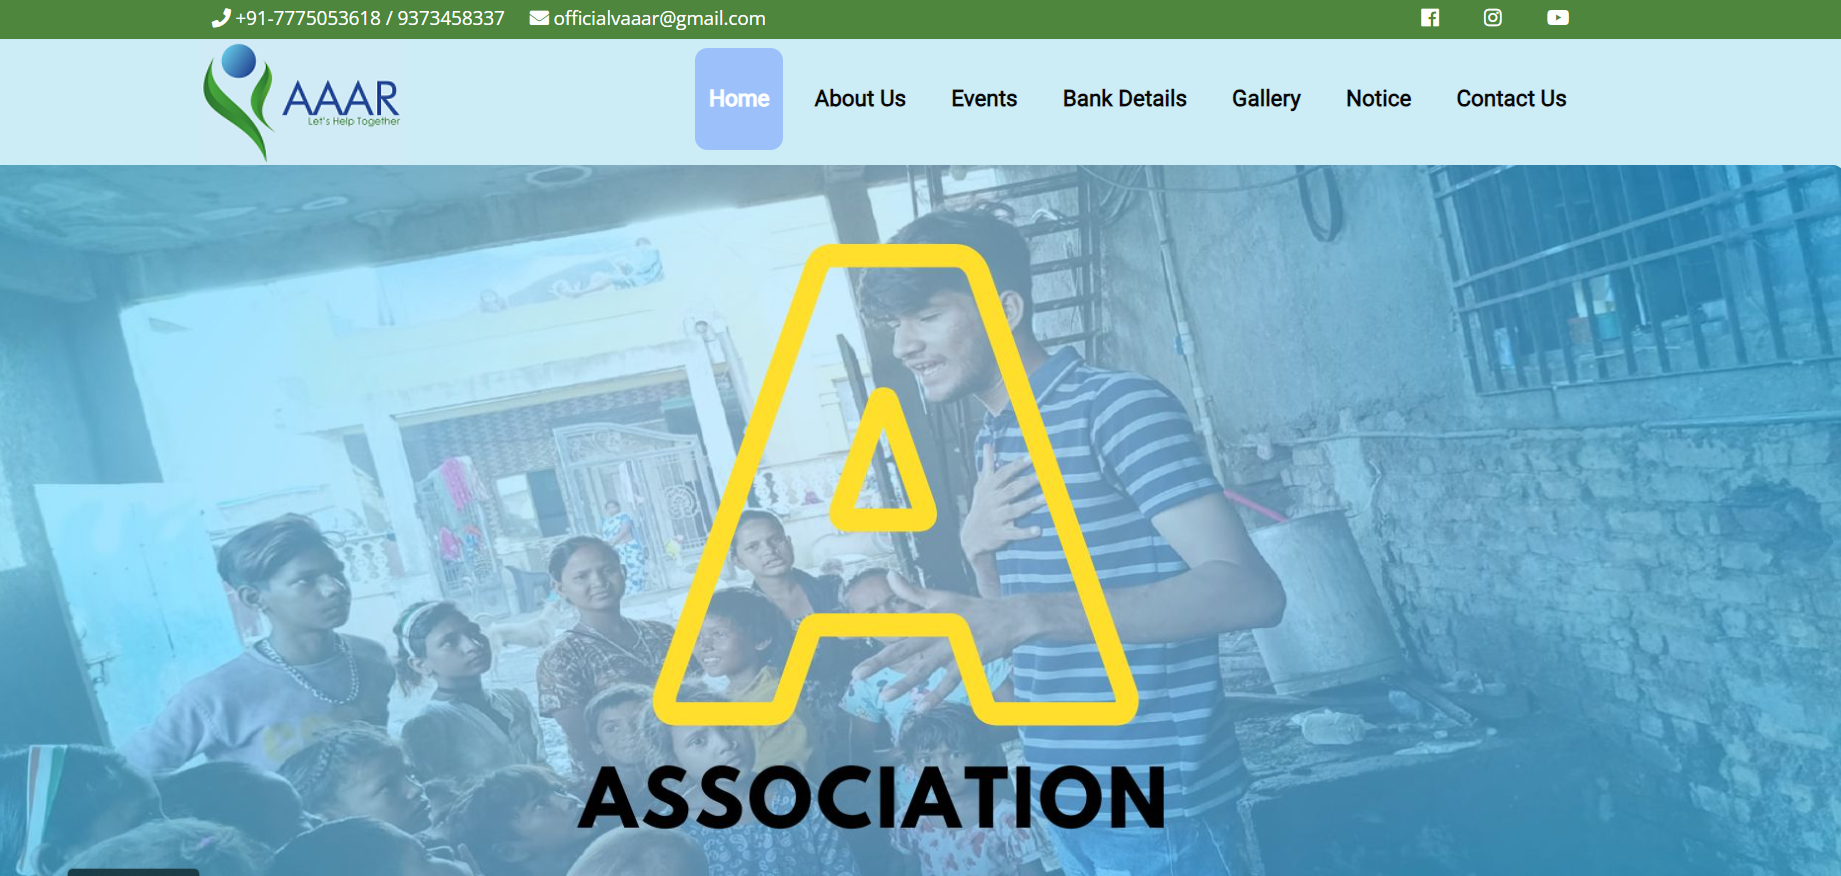 +91-7775053618 / 9373458337 officialvaaar@gmail.com
AAAR
Let's Help Together
Home About Us Events Bank Details Gallery Notice Contact Us
A
ASSOCIATION